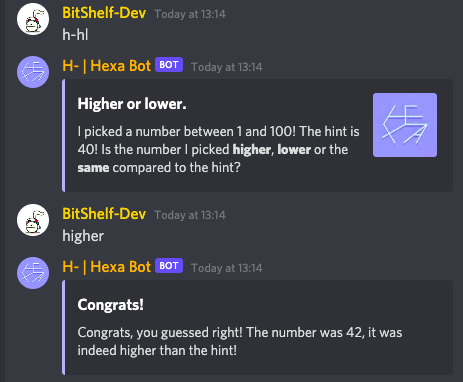 BitShelf-Dev Today at 13:14
h-hl
H- | Hexa Bot BOT Today at 13:14
Higher or lower.
I picked a number between 1 and 100! The hint is
40! Is the number I picked higher, lower or the
same compared to the hint?
HEXA
BitShelf-Dev Today at 13:14
higher
H- | Hexa Bot BOT Today at 13:14
Congrats!
Congrats, you guessed right! The number was 42, it was
indeed higher than the hint!